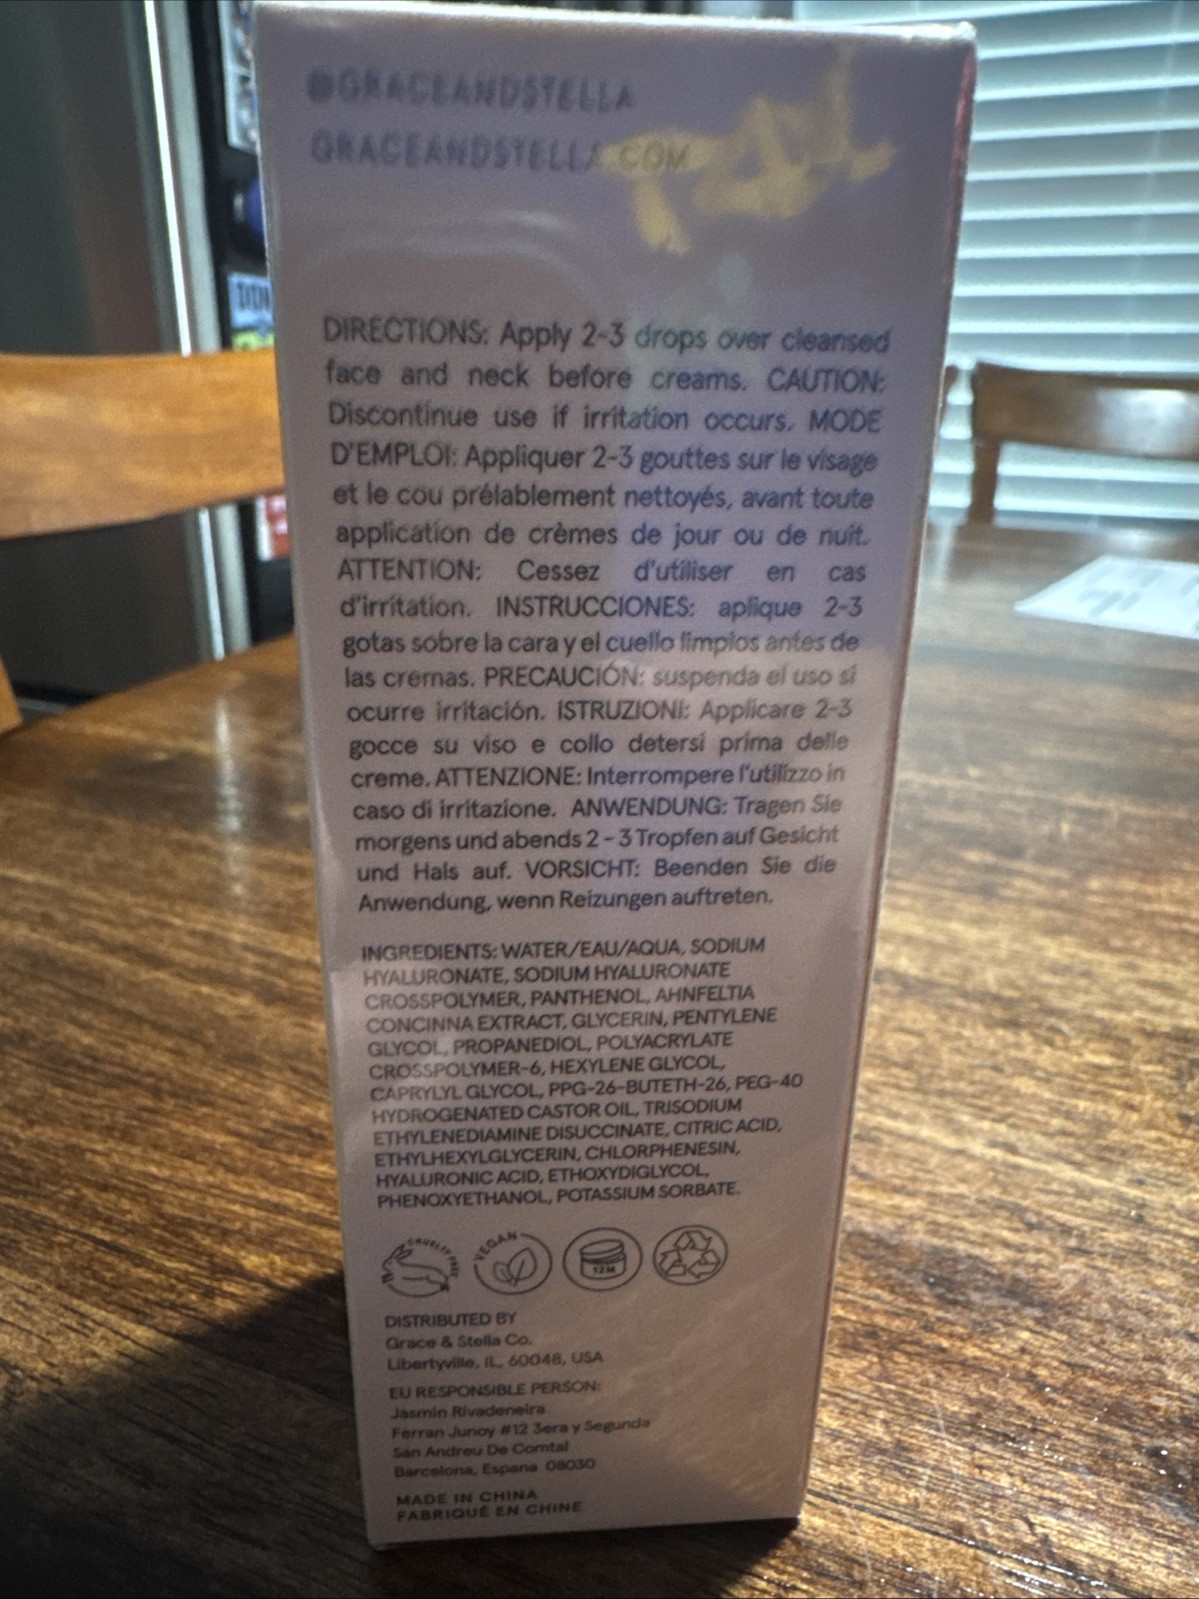 @GRACEANDSTELLA
GRACEANDSTELLA.COM
DIRECTIONS: Apply 2-3 drops over cleansed
face and neck before creams. CAUTION:
Discontinue use if irritation occurs. MODE
D'EMPLOI: Appliquer 2-3 gouttes sur le visage
et le cou prélablement nettoyés, avant toute
application de crèmes de jour ou de nuit.
ATTENTION: Cessez d'utiliser en cas
d'irritation. INSTRUCCIONES: aplique 2-3
gotas sobre la cara y el cuello limpios antes de
las cremas. PRECAUCIÓN: suspenda el uso si
ocurre irritación. ISTRUZIONI: Applicare 2-3
gocce su viso e collo detersi prima delle
creme. ATTENZIONE: Interrompere l'utilizzo in
caso di irritazione. ANWENDUNG: Tragen Sie
morgens und abends 2 - 3 Tropfen auf Gesicht
und Hals auf. VORSICHT: Beenden Sie die
Anwendung, wenn Reizungen auftreten.
INGREDIENTS: WATER/EAU/AQUA, SODIUM
HYALURONATE, SODIUM HYALURONATE
CROSSPOLYMER, PANTHENOL, AHNFELTIA
CONCINNA EXTRACT, GLYCERIN, PENTYLENE
GLYCOL, PROPANEDIOL, POLYACRYLATE
CROSSPOLYMER-6, HEXYLENE GLYCOL,
CAPRYLYL GLYCOL, PPG-26-BUTETH-26, PEG-40
HYDROGENATED CASTOR OIL, TRISODIUM
ETHYLENEDIAMINE DISUCCINATE, CITRIC ACID,
ETHYLHEXYLGLYCERIN, CHLORPHENESIN,
HYALURONIC ACID, ETHOXYDIGLYCOL,
PHENOXYETHANOL, POTASSIUM SORBATE.
CRUELTY FREE
VEGAN
12M
DISTRIBUTED BY
Grace & Stella Co.
Libertyville, IL, 60048, USA
EU RESPONSIBLE PERSON:
Jasmin Rivadeneira
Ferran Junoy #12 3era y Segunda
San Andreu De Comtal
Barcelona, Espana 08030
MADE IN CHINA
FABRIQUÉ EN CHINE